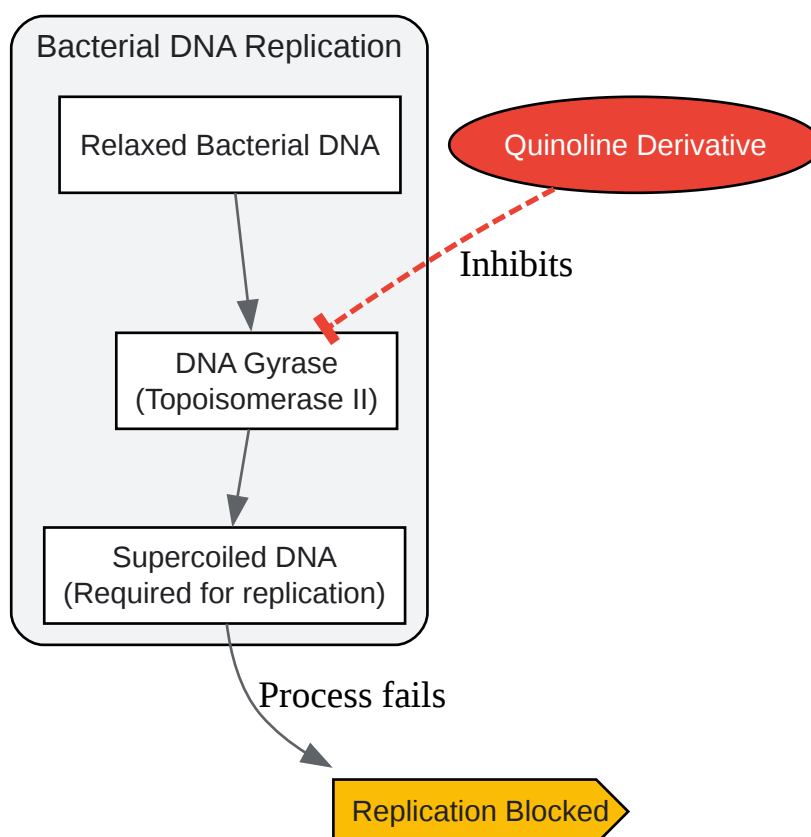 Bacterial DNA Replication
Relaxed Bacterial DNA
Quinoline Derivative
Inhibits
DNA Gyrase
(Topoisomerase II)
Supercoiled DNA
(Required for replication)
Process fails
Replication Blocked